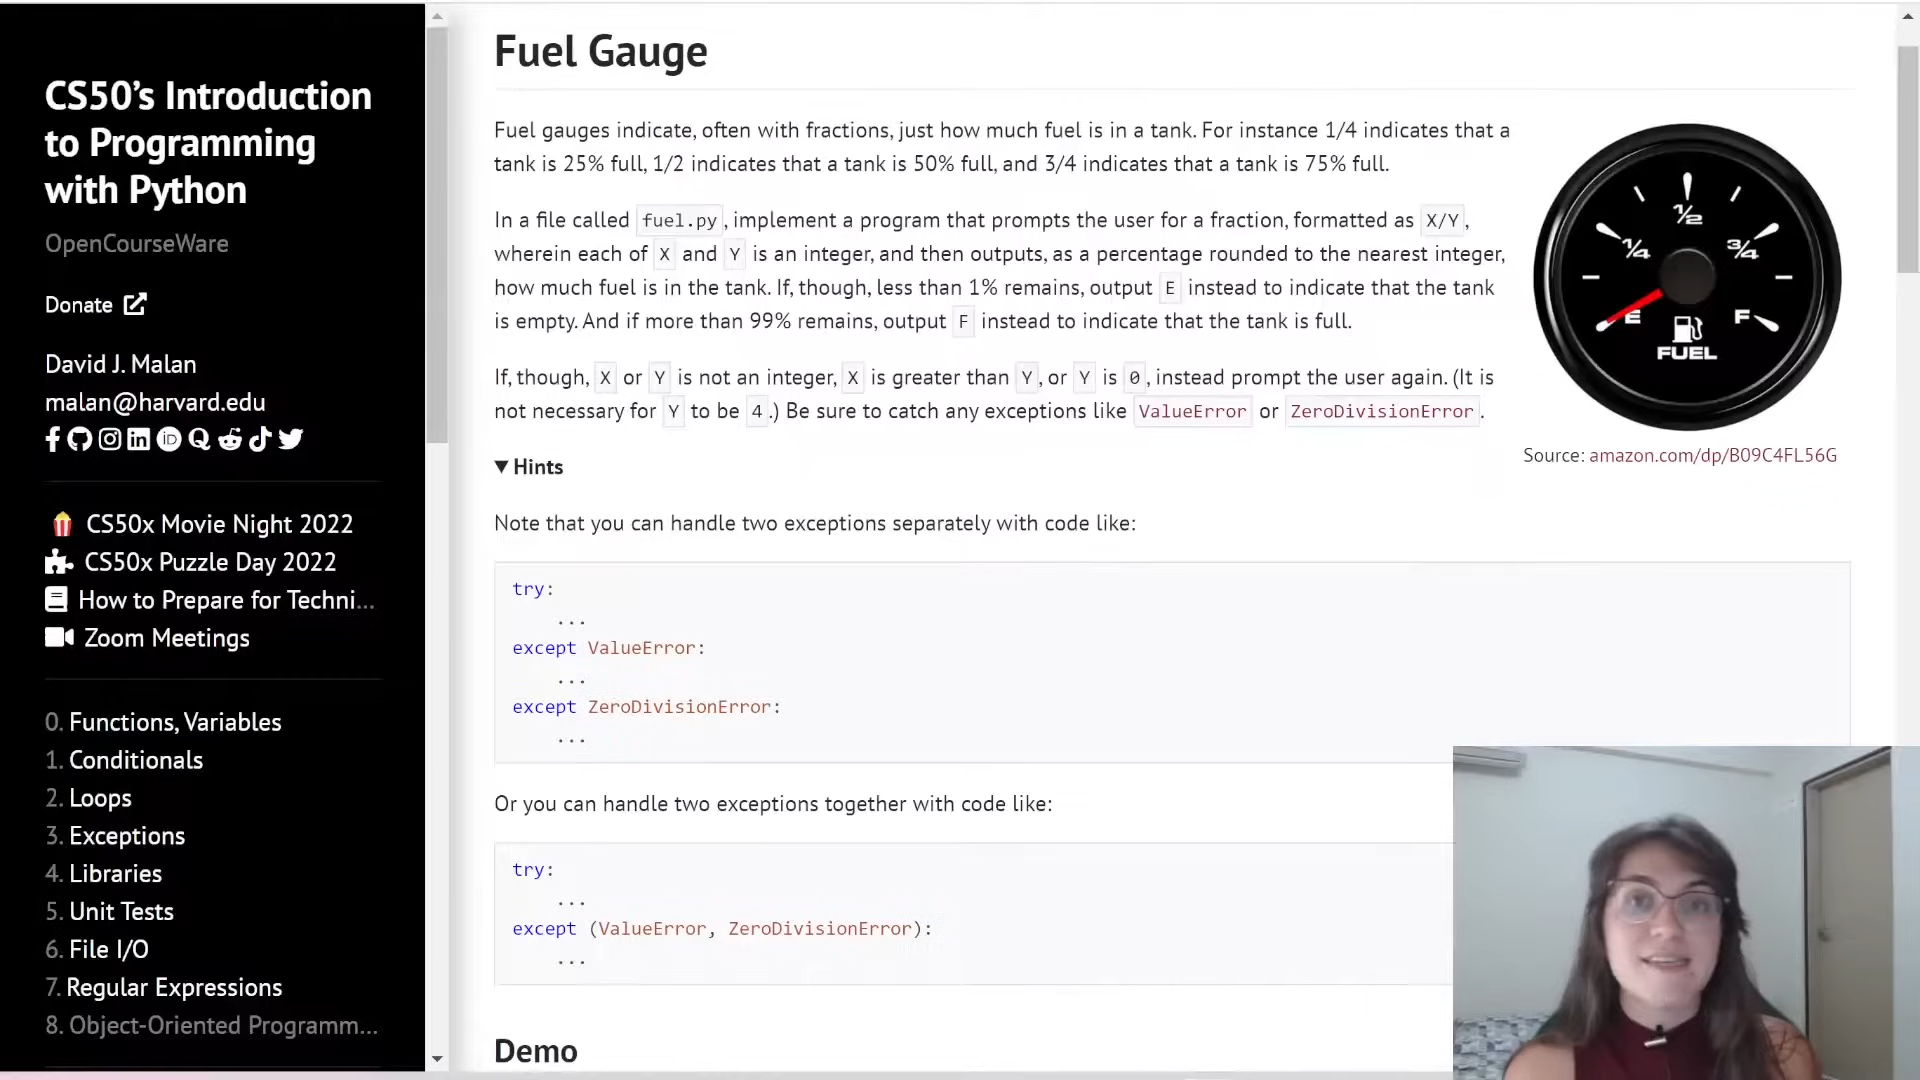 CS50’s Introduction
to Programming
with Python
OpenCourseWare
Donate
David J. Malan
malan@harvard.edu
CS50x Movie Night 2022
CS50x Puzzle Day 2022
How to Prepare for Techni...
Zoom Meetings
0. Functions, Variables
1. Conditionals
2. Loops
3. Exceptions
4. Libraries
5. Unit Tests
6. File I/O
7. Regular Expressions
8. Object-Oriented Programm...
Fuel Gauge
Fuel gauges indicate, often with fractions, just how much fuel is in a tank. For instance 1/4 indicates that a
tank is 25% full, 1/2 indicates that a tank is 50% full, and 3/4 indicates that a tank is 75% full.
In a file called fuel.py, implement a program that prompts the user for a fraction, formatted as X/Y,
wherein each of X and Y is an integer, and then outputs, as a percentage rounded to the nearest integer,
how much fuel is in the tank. If, though, less than 1% remains, output E instead to indicate that the tank
is empty. And if more than 99% remains, output F instead to indicate that the tank is full.
If, though, X or Y is not an integer, X is greater than Y, or Y is 0, instead prompt the user again. (It is
not necessary for Y to be 4.) Be sure to catch any exceptions like ValueError or ZeroDivisionError.
1/2
1/4 3/4
E F
FUEL
Source: amazon.com/dp/B09C4FL56G
▼ Hints
Note that you can handle two exceptions separately with code like:
try:
...
except ValueError:
...
except ZeroDivisionError:
...
Or you can handle two exceptions together with code like:
try:
...
except (ValueError, ZeroDivisionError):
...
Demo